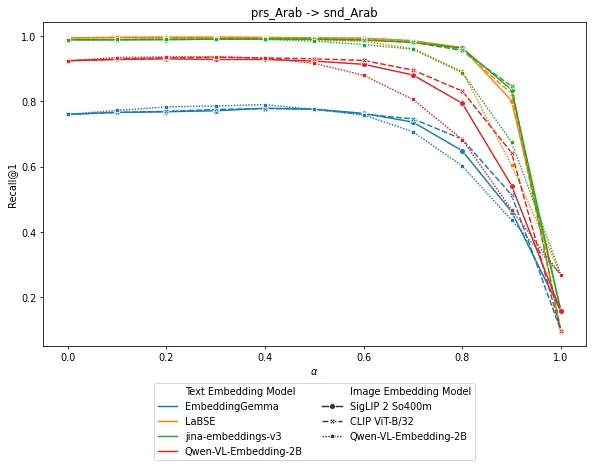 prs_Arab -> snd_Arab
Recall@1
1.0
0.8
0.6
0.4
0.2
0.0 0.2 0.4 0.6 0.8 1.0
α
Text Embedding Model
EmbeddingGemma
LaBSE
jina-embeddings-v3
Qwen-VL-Embedding-2B
Image Embedding Model
SigLIP 2 So400m
CLIP ViT-B/32
Qwen-VL-Embedding-2B